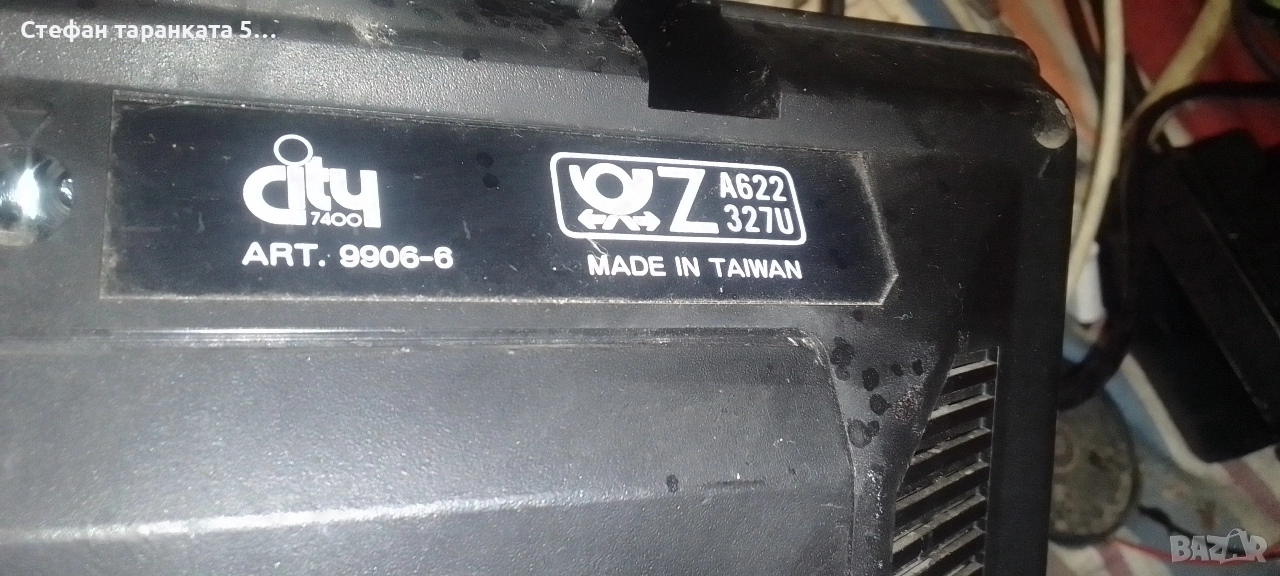 Стефан таранката 5...
city
7400
ART. 9906-6
Z A622
327U
MADE IN TAIWAN
BAZAR